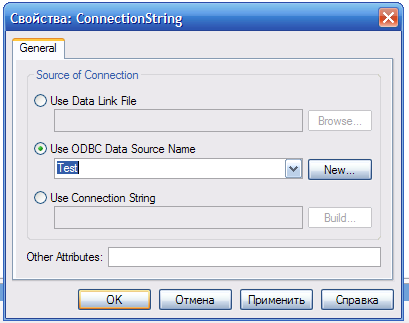 Свойства: ConnectionString
General
Source of Connection
Use Data Link File
Browse...
Use ODBC Data Source Name
Test
New...
Use Connection String
Build...
Other Attributes:
OK Отмена Применить Справка